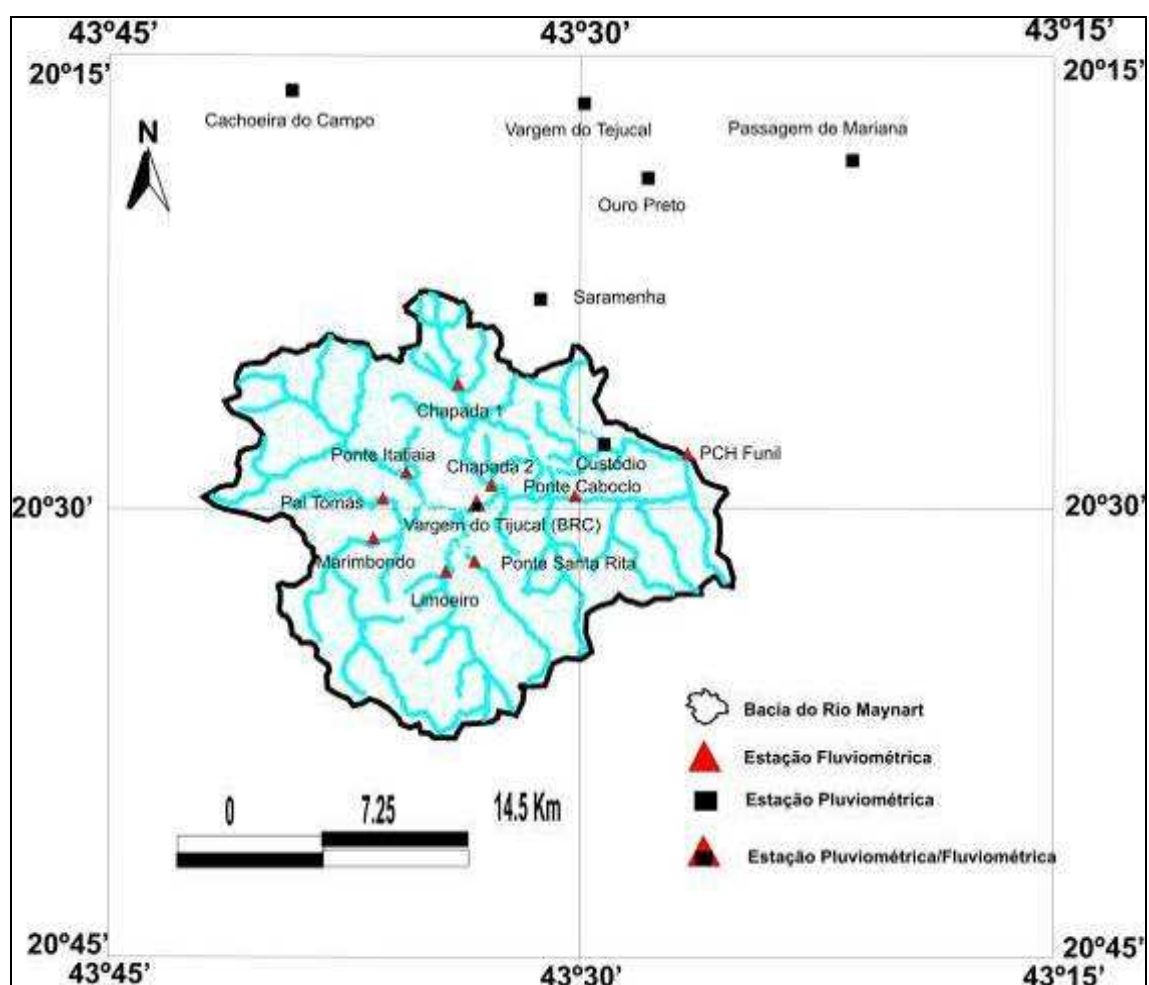 43º45'
43º30'
43º15'
20º15'
20º15'
Cachoeira do Campo
Vargem do Tejucal
Passagem de Mariana
N
Ouro Preto
Saramenha
Chapada 1
Ponte Itatiaia
Chapada 2
Custódio
PCH Funil
Pai Tomás
Ponte Caboclo
20º30'
20º30'
Vargem do Tijucal (BRC)
Marimbondo
Ponte Santa Rita
Limoeiro
Bacia do Rio Maynart
Estação Fluviométrica
0 7.25 14.5 Km
Estação Pluviométrica
Estação Pluviométrica/Fluviométrica
20º45'
20º45'
43º45'
43º30'
43º15'